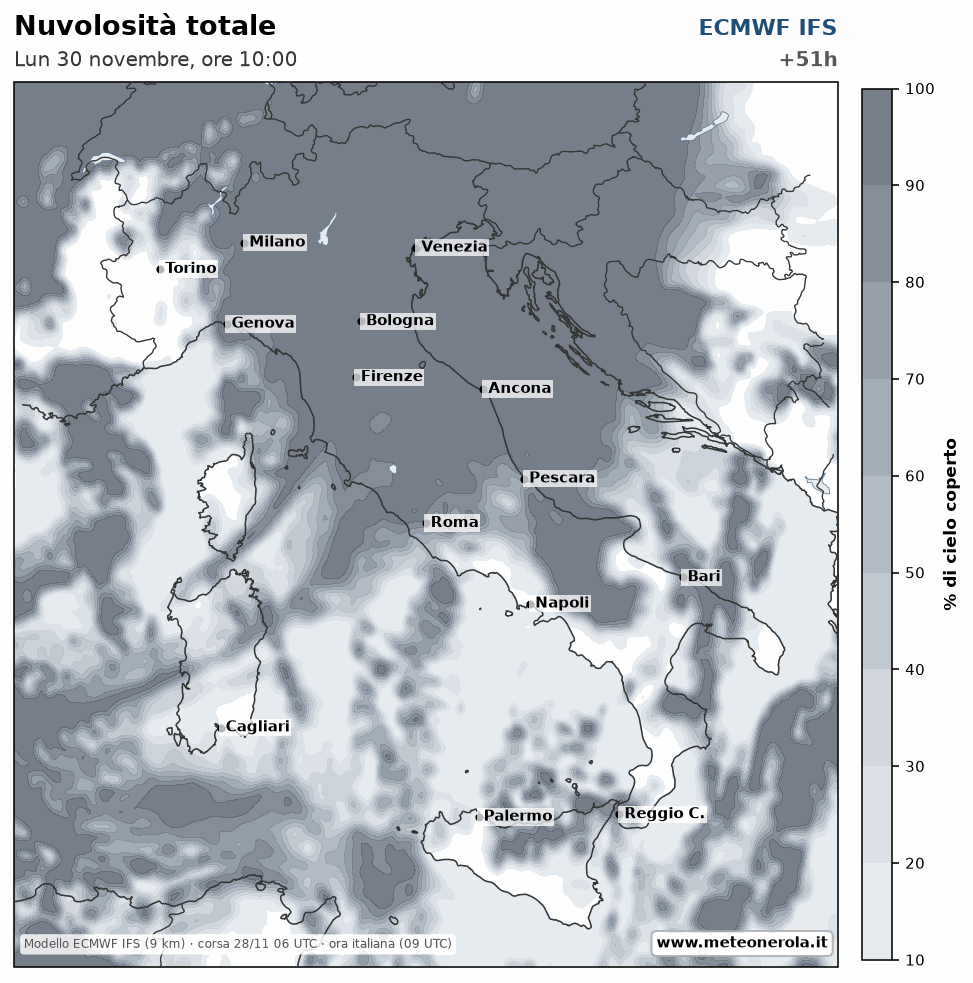 Nuvolosità totale
ECMWF IFS
Lun 30 novembre, ore 10:00
+51h
Milano
Venezia
Torino
Genova
Bologna
Firenze
Ancona
Pescara
Roma
Bari
Napoli
Cagliari
Palermo
Reggio C.
100
90
80
70
60
50
40
30
20
10
% di cielo coperto
Modello ECMWF IFS (9 km) · corsa 28/11 06 UTC · ora italiana (09 UTC)
www.meteonerola.it